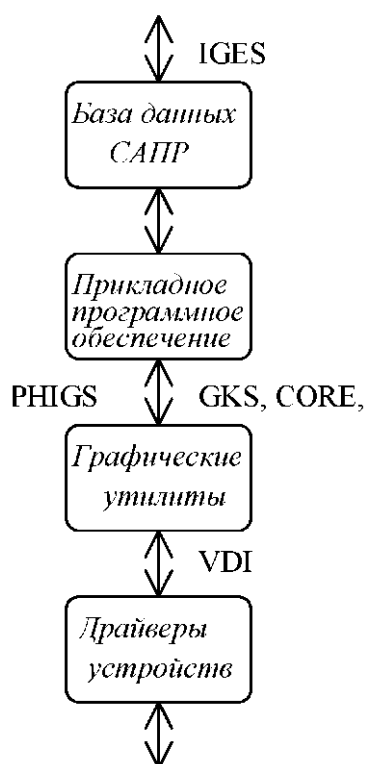 IGES
База данных
САПР
Прикладное
программное
обеспечение
PHIGS GKS, CORE,
Графические
утилиты
VDI
Драйверы
устройств